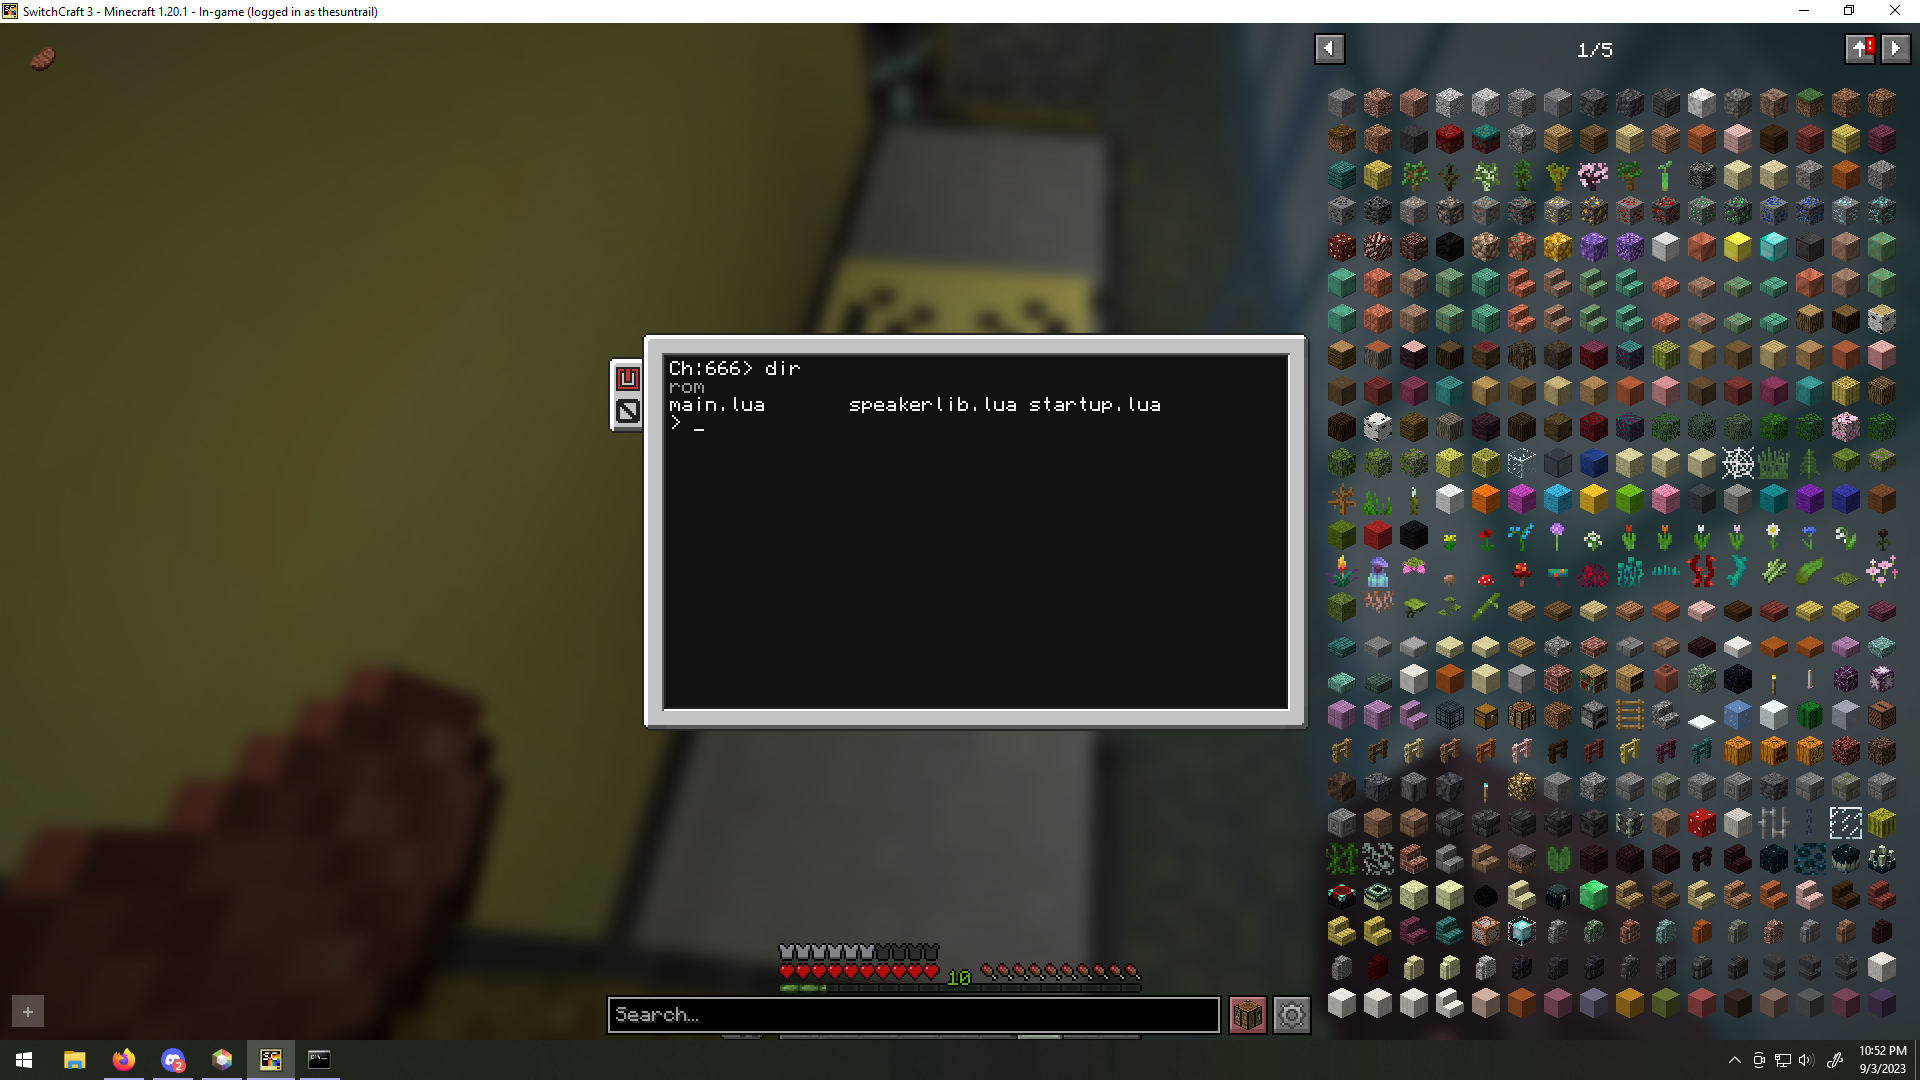 SwitchCraft 3 - Minecraft 1.20.1 - In-game (logged in as thesuntrail)
1/5
Ch:666> dir
rom
main.lua speakerlib.lua startup.lua
> _
10
Search...
+
2
10:52 PM
9/3/2023